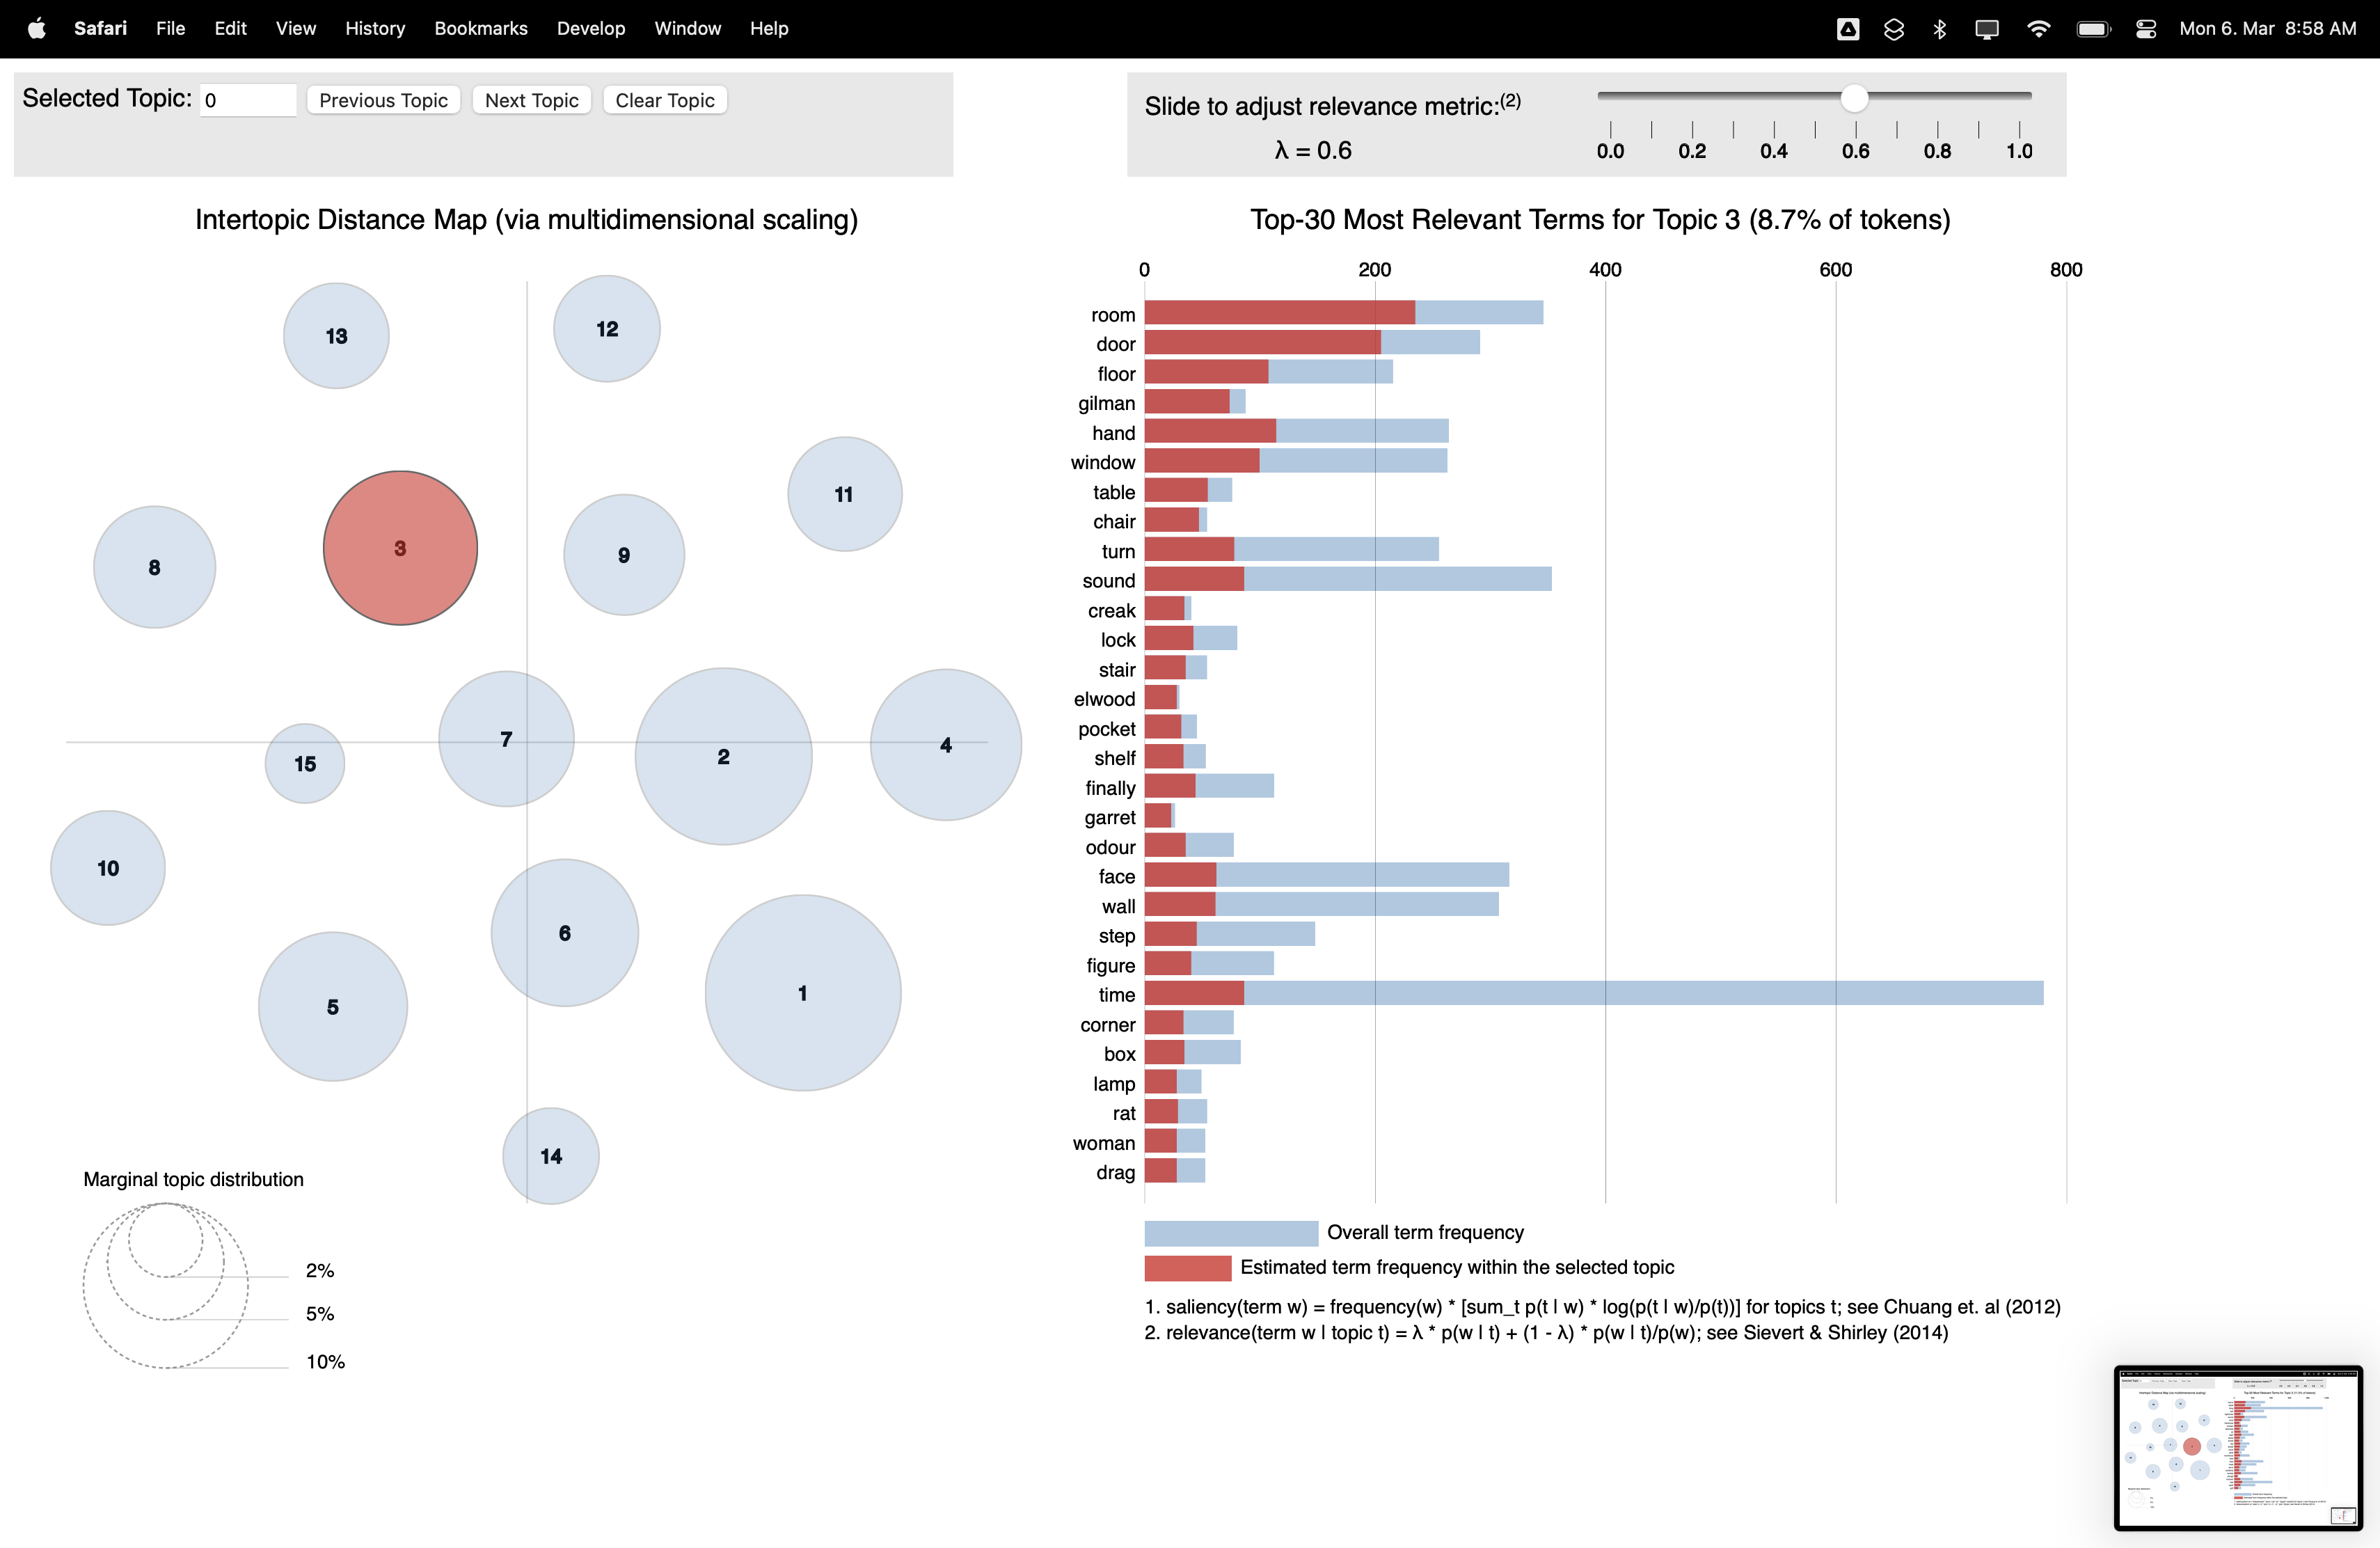 Safari File Edit View History Bookmarks Develop Window Help Mon 6. Mar 8:58 AM
Selected Topic: 0 Previous Topic Next Topic Clear Topic
Slide to adjust relevance metric:(2)
λ = 0.6
0.0 0.2 0.4 0.6 0.8 1.0
Intertopic Distance Map (via multidimensional scaling)
13
12
11
3
9
8
7
4
2
15
10
6
1
5
14
Marginal topic distribution
2%
5%
10%
Top-30 Most Relevant Terms for Topic 3 (8.7% of tokens)
0 200 400 600 800
room
door
floor
gilman
hand
window
table
chair
turn
sound
creak
lock
stair
elwood
pocket
shelf
finally
garret
odour
face
wall
step
figure
time
corner
box
lamp
rat
woman
drag
Overall term frequency
Estimated term frequency within the selected topic
1. saliency(term w) = frequency(w) * [sum_t p(t | w) * log(p(t | w)/p(t))] for topics t; see Chuang et. al (2012)
2. relevance(term w | topic t) = λ * p(w | t) + (1 - λ) * p(w | t)/p(w); see Sievert & Shirley (2014)